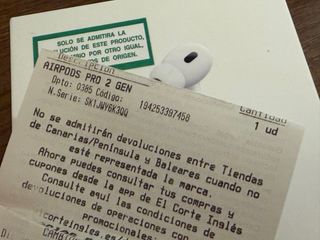 SOLO SE ADMITIRÁ
DEVOLUCIÓN DE ESTE PRODUCTO,
POR OTRO IGUAL,
DE ORIGEN.
Descripción
Cantidad
AIRPODS PRO 2 GEN
1 ud
Dpto: 0385 Código: 194253397458
N.Serie:
No se admitirán devoluciones entre Tiendas
de Canarias/Península y Baleares cuando no
esté representada la marca.
Ahora puedes consultar tus compras y
cupones desde la app de El Corte Inglés
Consulte aquí las condiciones de
devoluciones de operaciones con
promocionales: